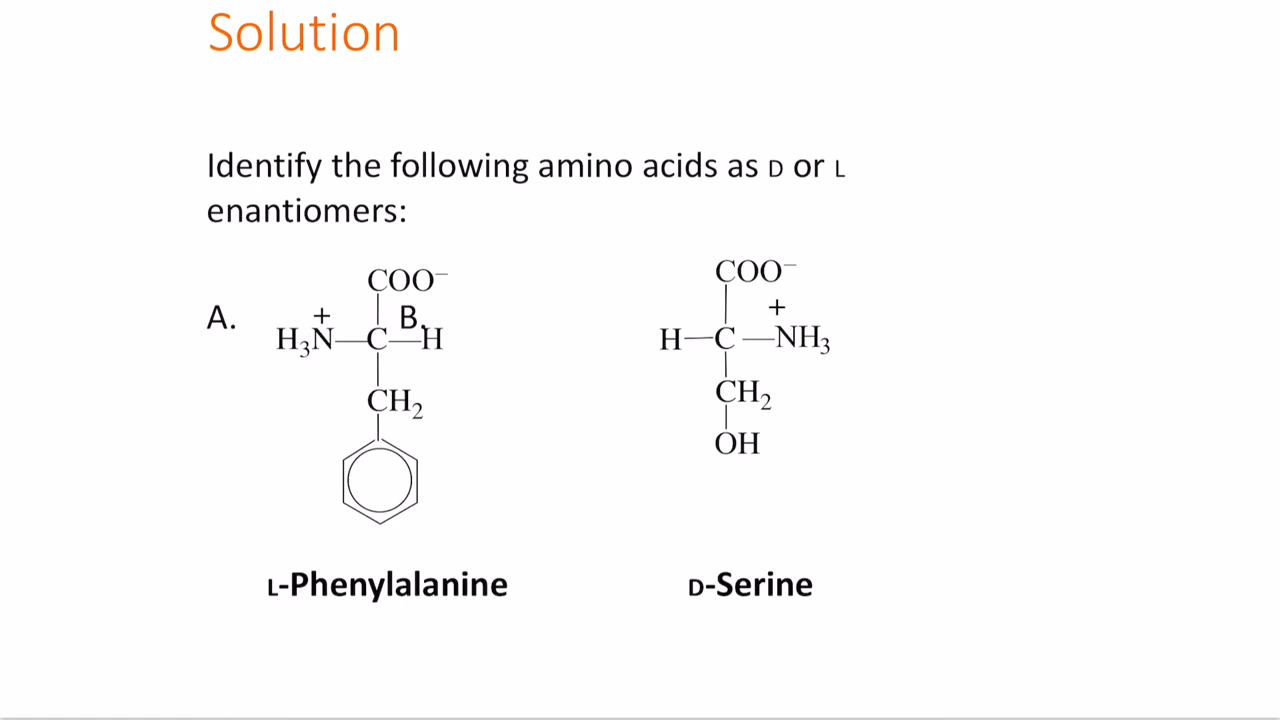 Solution
Identify the following amino acids as D or L
enantiomers:
A.
COO⁻
B.
H₃N⁺—C—H
CH₂
COO⁻
H—C—NH₃⁺
CH₂
OH
L-Phenylalanine
D-Serine